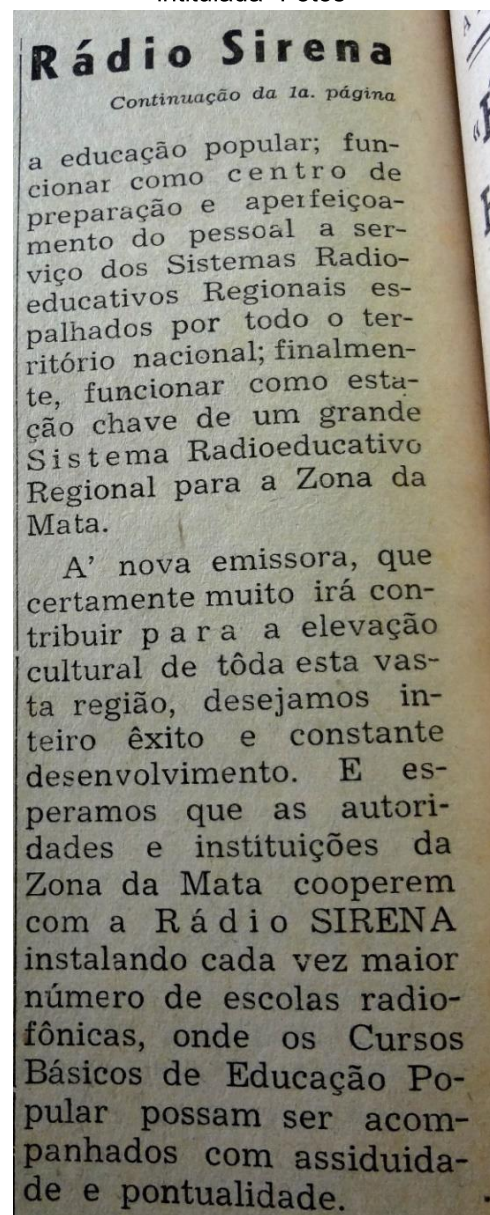 Rádio Sirena
Continuação da 1a. página
a educação popular; fun-
cionar como centro de
preparação e aperfeiçoa-
mento do pessoal a ser-
viço dos Sistemas Radio-
educativos Regionais es-
palhados por todo o ter-
ritório nacional; finalmen-
te, funcionar como esta-
ção chave de um grande
Sistema Radioeducativo
Regional para a Zona da
Mata.
A' nova emissora, que
certamente muito irá con-
tribuir para a elevação
cultural de tôda esta vas-
ta região, desejamos in-
teiro êxito e constante
desenvolvimento. E es-
peramos que as autori-
dades e instituições da
Zona da Mata cooperem
com a Rádio SIRENA
instalando cada vez maior
número de escolas radio-
fônicas, onde os Cursos
Básicos de Educação Po-
pular possam ser acom-
panhados com assiduida-
de e pontualidade.